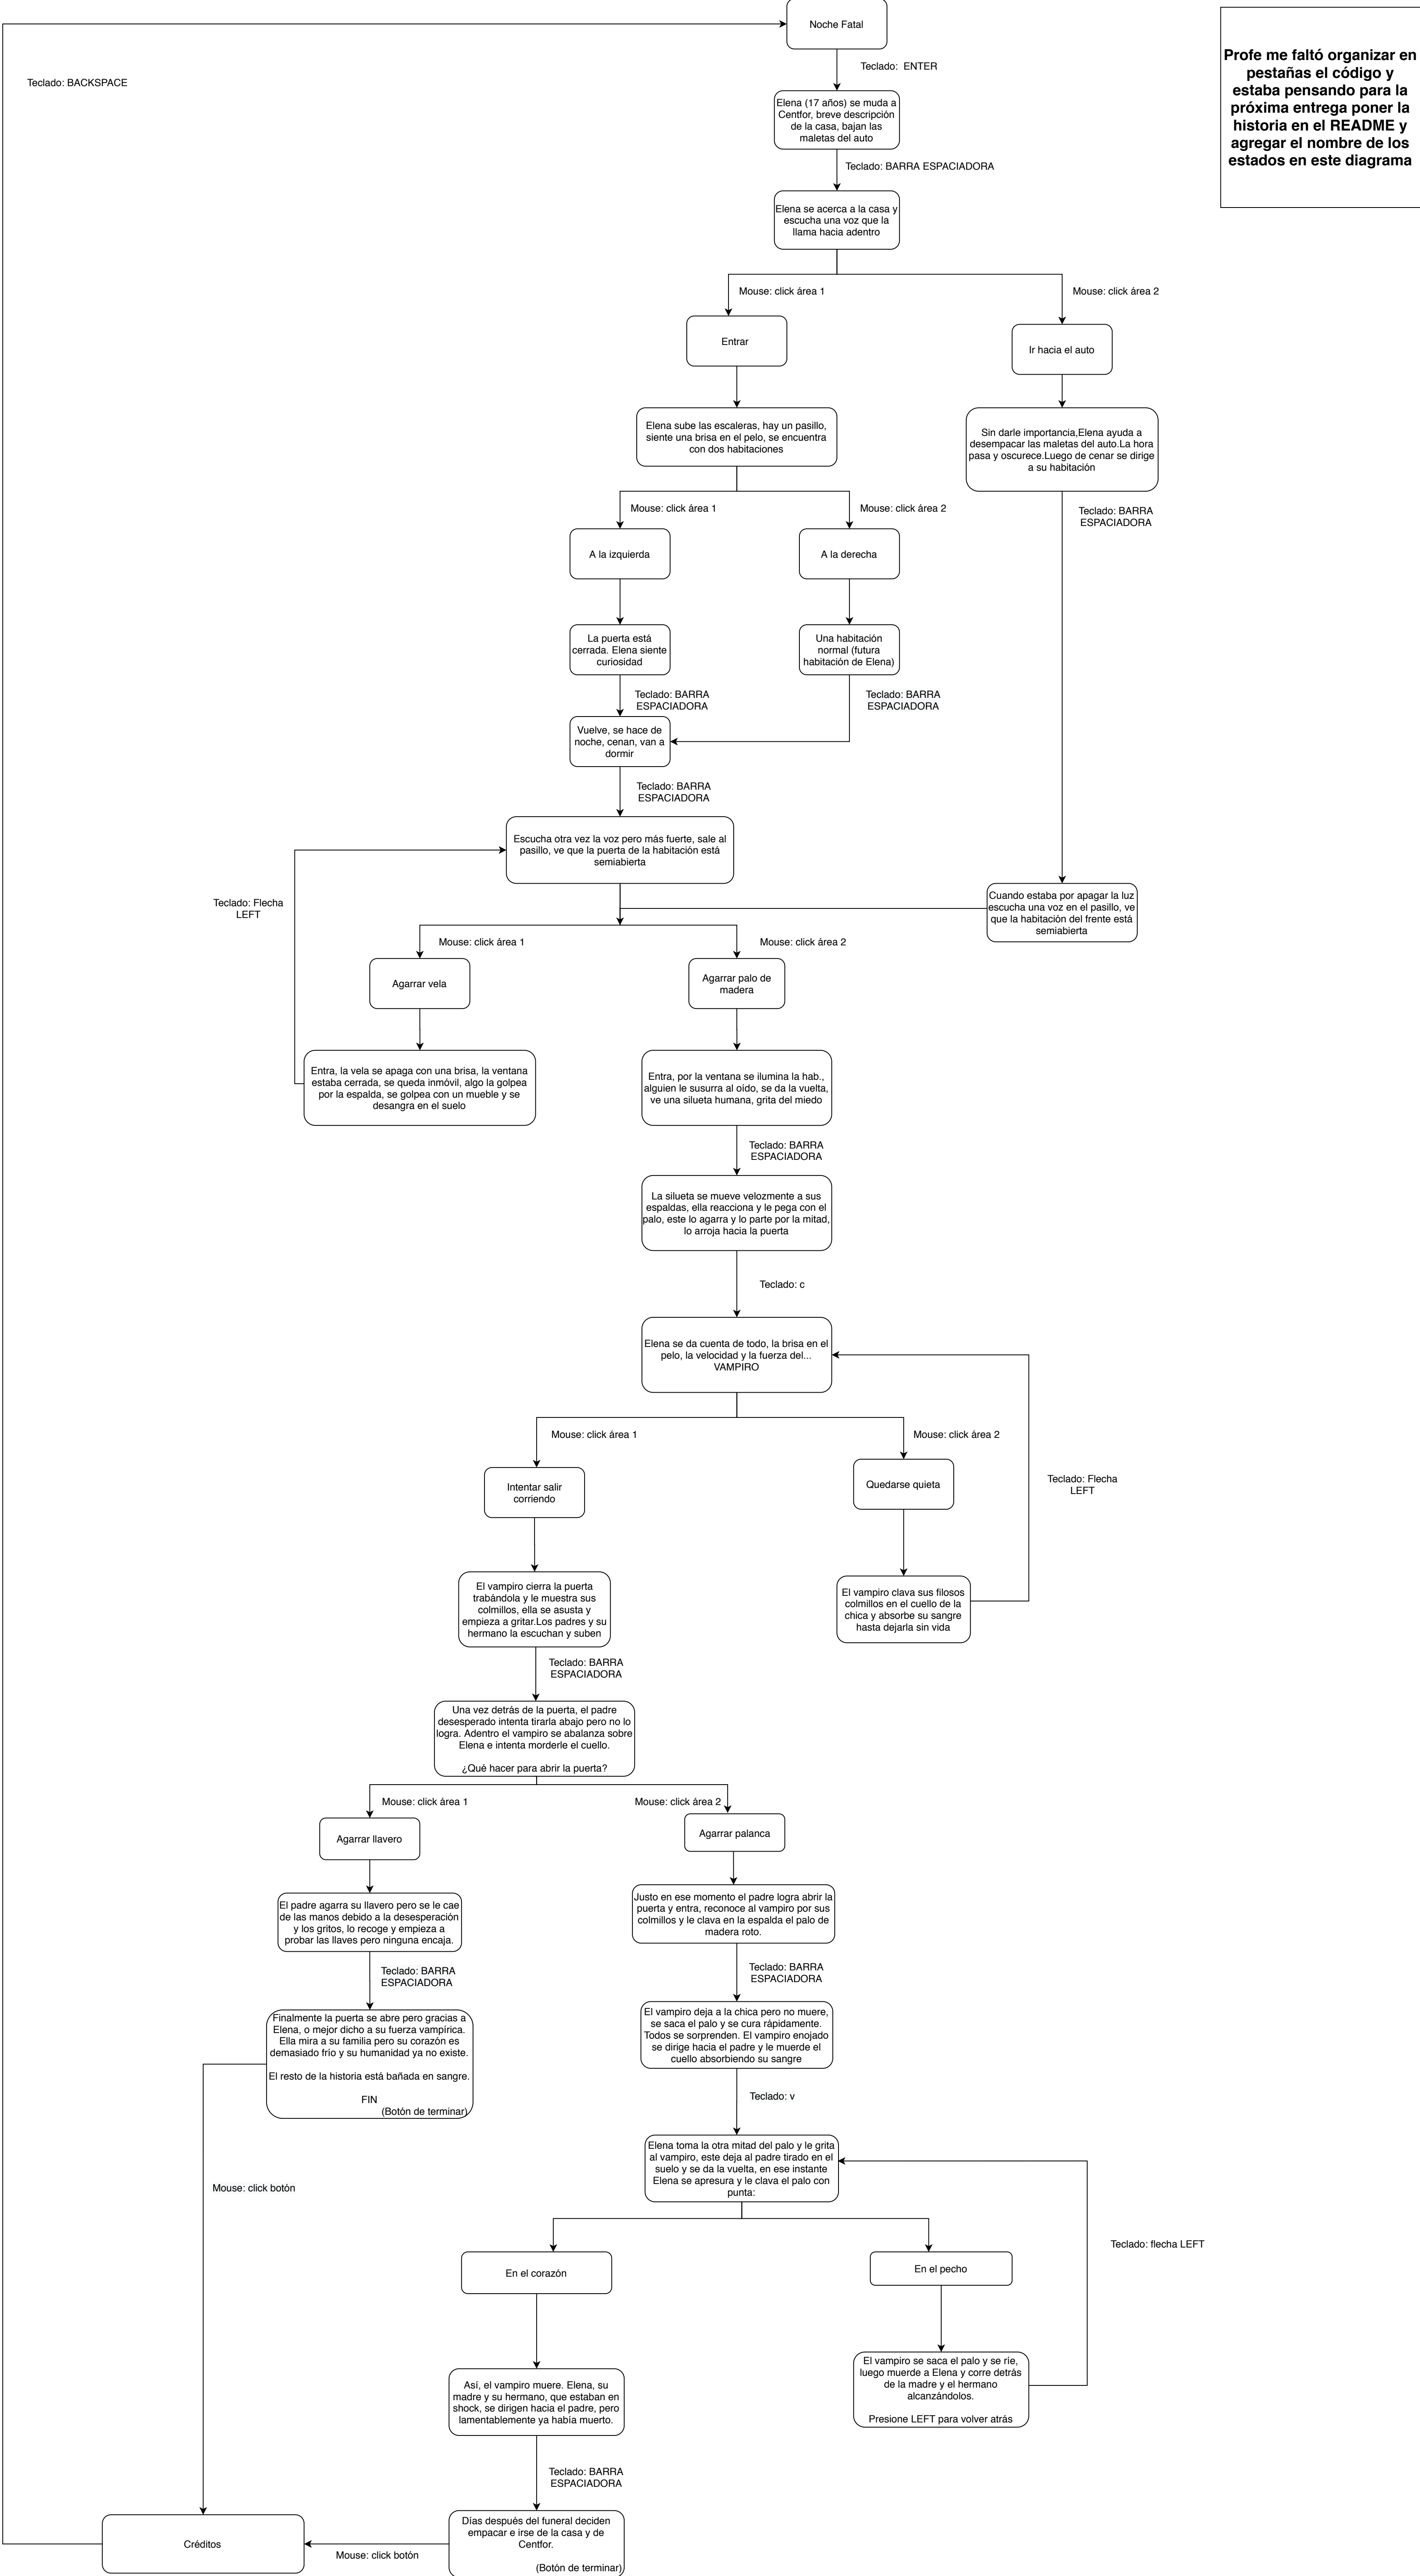 Noche Fatal
Profe me faltó organizar en
pestañas el código y
estaba pensando para la
próxima entrega poner la
historia en el README y
agregar el nombre de los
estados en este diagrama
Teclado: BACKSPACE
Teclado: ENTER
Elena (17 años) se muda a
Centfor, breve descripción
de la casa, bajan las
maletas del auto
Teclado: BARRA ESPACIADORA
Elena se acerca a la casa y
escucha una voz que la
llama hacia adentro
Mouse: click área 1
Mouse: click área 2
Entrar
Ir hacia el auto
Elena sube las escaleras, hay un pasillo,
siente una brisa en el pelo, se encuentra
con dos habitaciones
Sin darle importancia,Elena ayuda a
desempacar las maletas del auto.La hora
pasa y oscurece.Luego de cenar se dirige
a su habitación
Mouse: click área 1
Mouse: click área 2
Teclado: BARRA
ESPACIADORA
A la izquierda
A la derecha
La puerta está
cerrada. Elena siente
curiosidad
Una habitación
normal (futura
habitación de Elena)
Teclado: BARRA
ESPACIADORA
Teclado: BARRA
ESPACIADORA
Vuelve, se hace de
noche, cenan, van a
dormir
Teclado: BARRA
ESPACIADORA
Escucha otra vez la voz pero más fuerte, sale al
pasillo, ve que la puerta de la habitación está
semiabierta
Teclado: Flecha
LEFT
Cuando estaba por apagar la luz
escucha una voz en el pasillo, ve
que la habitación del frente está
semiabierta
Mouse: click área 1
Mouse: click área 2
Agarrar vela
Agarrar palo de
madera
Entra, la vela se apaga con una brisa, la ventana
estaba cerrada, se queda inmóvil, algo la golpea
por la espalda, se golpea con un mueble y se
desangra en el suelo
Entra, por la ventana se ilumina la hab.,
alguien le susurra al oído, se da la vuelta,
ve una silueta humana, grita del miedo
Teclado: BARRA
ESPACIADORA
La silueta se mueve velozmente a sus
espaldas, ella reacciona y le pega con el
palo, este lo agarra y lo parte por la mitad,
lo arroja hacia la puerta
Teclado: c
Elena se da cuenta de todo, la brisa en el
pelo, la velocidad y la fuerza del...
VAMPIRO
Mouse: click área 1
Mouse: click área 2
Teclado: Flecha
LEFT
Intentar salir
corriendo
Quedarse quieta
El vampiro cierra la puerta
trabándola y le muestra sus
colmillos, ella se asusta y
empieza a gritar.Los padres y su
hermano la escuchan y suben
El vampiro clava sus filosos
colmillos en el cuello de la
chica y absorbe su sangre
hasta dejarla sin vida
Teclado: BARRA
ESPACIADORA
Una vez detrás de la puerta, el padre
desesperado intenta tirarla abajo pero no lo
logra. Adentro el vampiro se abalanza sobre
Elena e intenta morderle el cuello.
¿Qué hacer para abrir la puerta?
Mouse: click área 1
Mouse: click área 2
Agarrar llavero
Agarrar palanca
El padre agarra su llavero pero se le cae
de las manos debido a la desesperación
y los gritos, lo recoge y empieza a
probar las llaves pero ninguna encaja.
Justo en ese momento el padre logra abrir la
puerta y entra, reconoce al vampiro por sus
colmillos y le clava en la espalda el palo de
madera roto.
Teclado: BARRA
ESPACIADORA
Teclado: BARRA
ESPACIADORA
Finalmente la puerta se abre pero gracias a
Elena, o mejor dicho a su fuerza vampírica.
Ella mira a su familia pero su corazón es
demasiado frío y su humanidad ya no existe.
El resto de la historia está bañada en sangre.
FIN
(Botón de terminar)
El vampiro deja a la chica pero no muere,
se saca el palo y se cura rápidamente.
Todos se sorprenden. El vampiro enojado
se dirige hacia el padre y le muerde el
cuello absorbiendo su sangre
Teclado: v
Elena toma la otra mitad del palo y le grita
al vampiro, este deja al padre tirado en el
suelo y se da la vuelta, en ese instante
Elena se apresura y le clava el palo con
punta:
Mouse: click botón
Teclado: flecha LEFT
En el corazón
En el pecho
Así, el vampiro muere. Elena, su
madre y su hermano, que estaban en
shock, se dirigen hacia el padre, pero
lamentablemente ya había muerto.
El vampiro se saca el palo y se ríe,
luego muerde a Elena y corre detrás
de la madre y el hermano
alcanzándolos.
Presione LEFT para volver atrás
Teclado: BARRA
ESPACIADORA
Créditos
Mouse: click botón
Días después del funeral deciden
empacar e irse de la casa y de
Centfor.
(Botón de terminar)